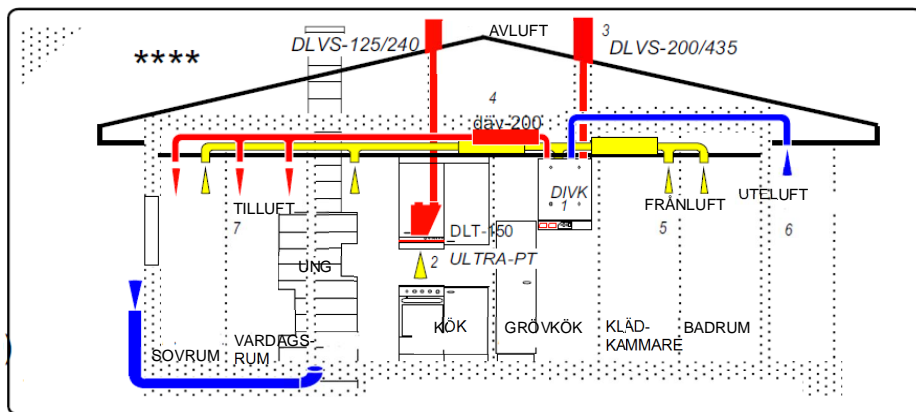 AVLUFT
3
DLVS-125/240
DLVS-200/435
****
4
däv-200
DIVK
1
TILLUFT
7
FRÅNLUFT
5
UTELUFT
6
DLT-150
2 ULTRA-PT
UNG
KÖK
GRÖVKÖK
KLÄD-
KAMMARE
BADRUM
SOVRUM
VARDAGS-
RUM
)